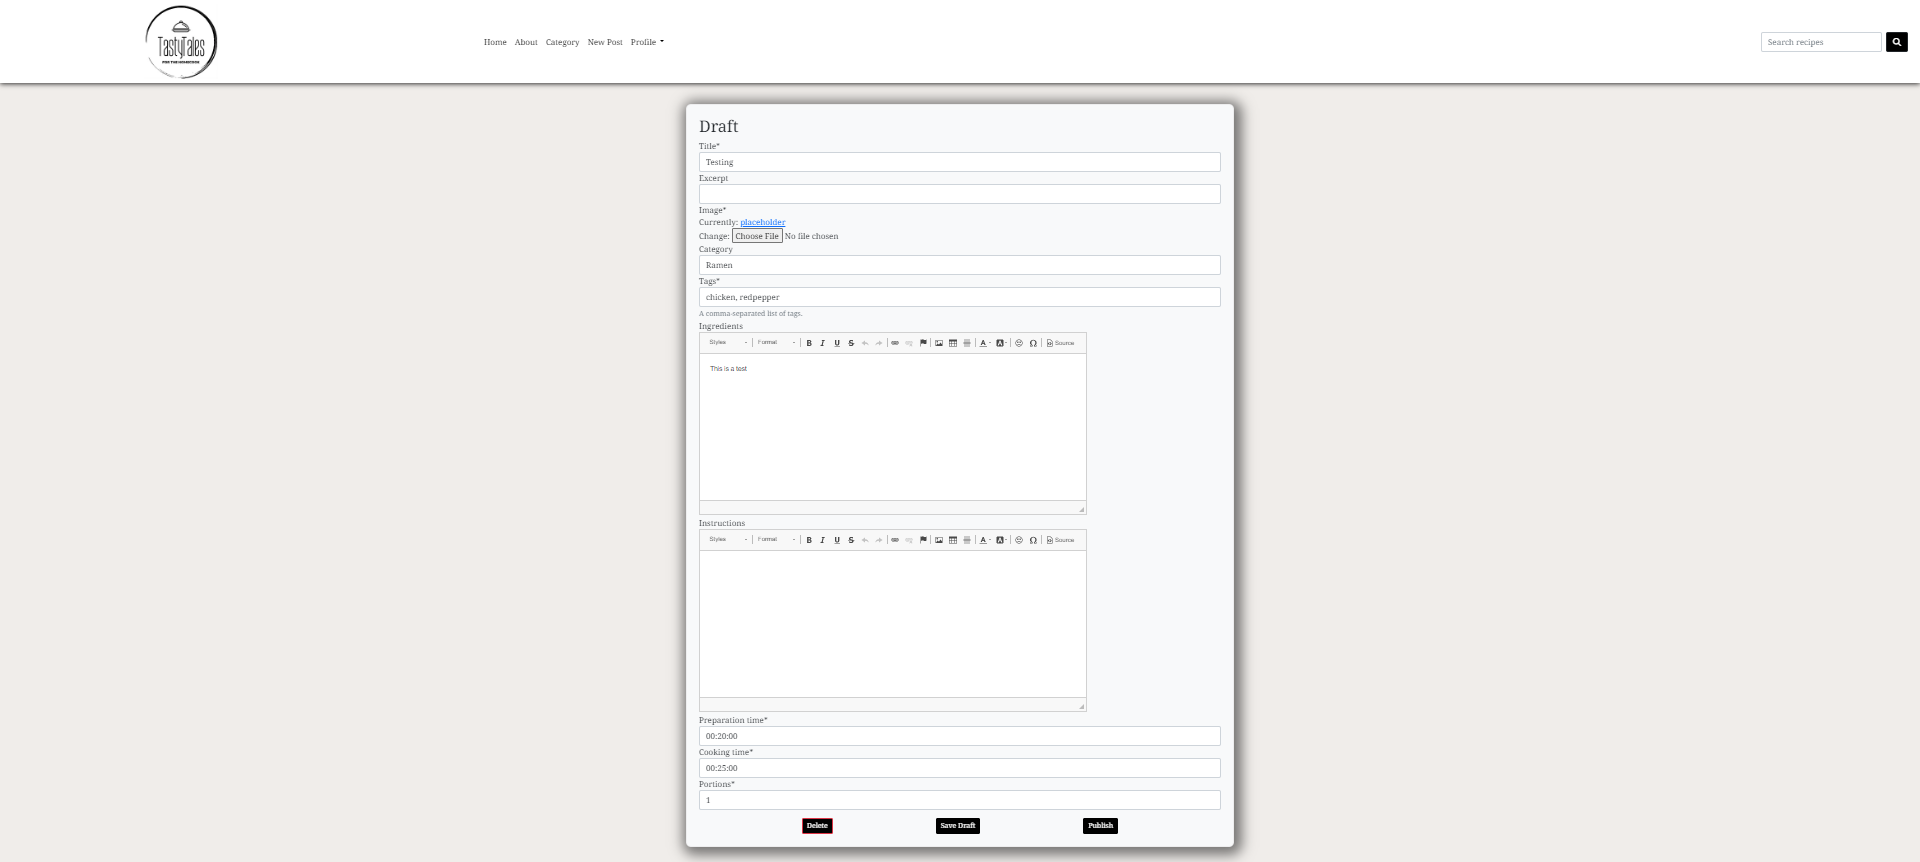 TastyTales
FOR THE HOMECOOK
Home About Category New Post Profile
Search recipes
Draft
Title*
Testing
Excerpt
Image*
Currently: placeholder
Change: Choose File No file chosen
Category
Ramen
Tags*
chicken, redpepper
A comma-separated list of tags.
Ingredients
Styles Format B I U S A A Ω Source
This is a test
Instructions
Styles Format B I U S A A Ω Source
Preparation time*
00:20:00
Cooking time*
00:25:00
Portions*
1
Delete Save Draft Publish